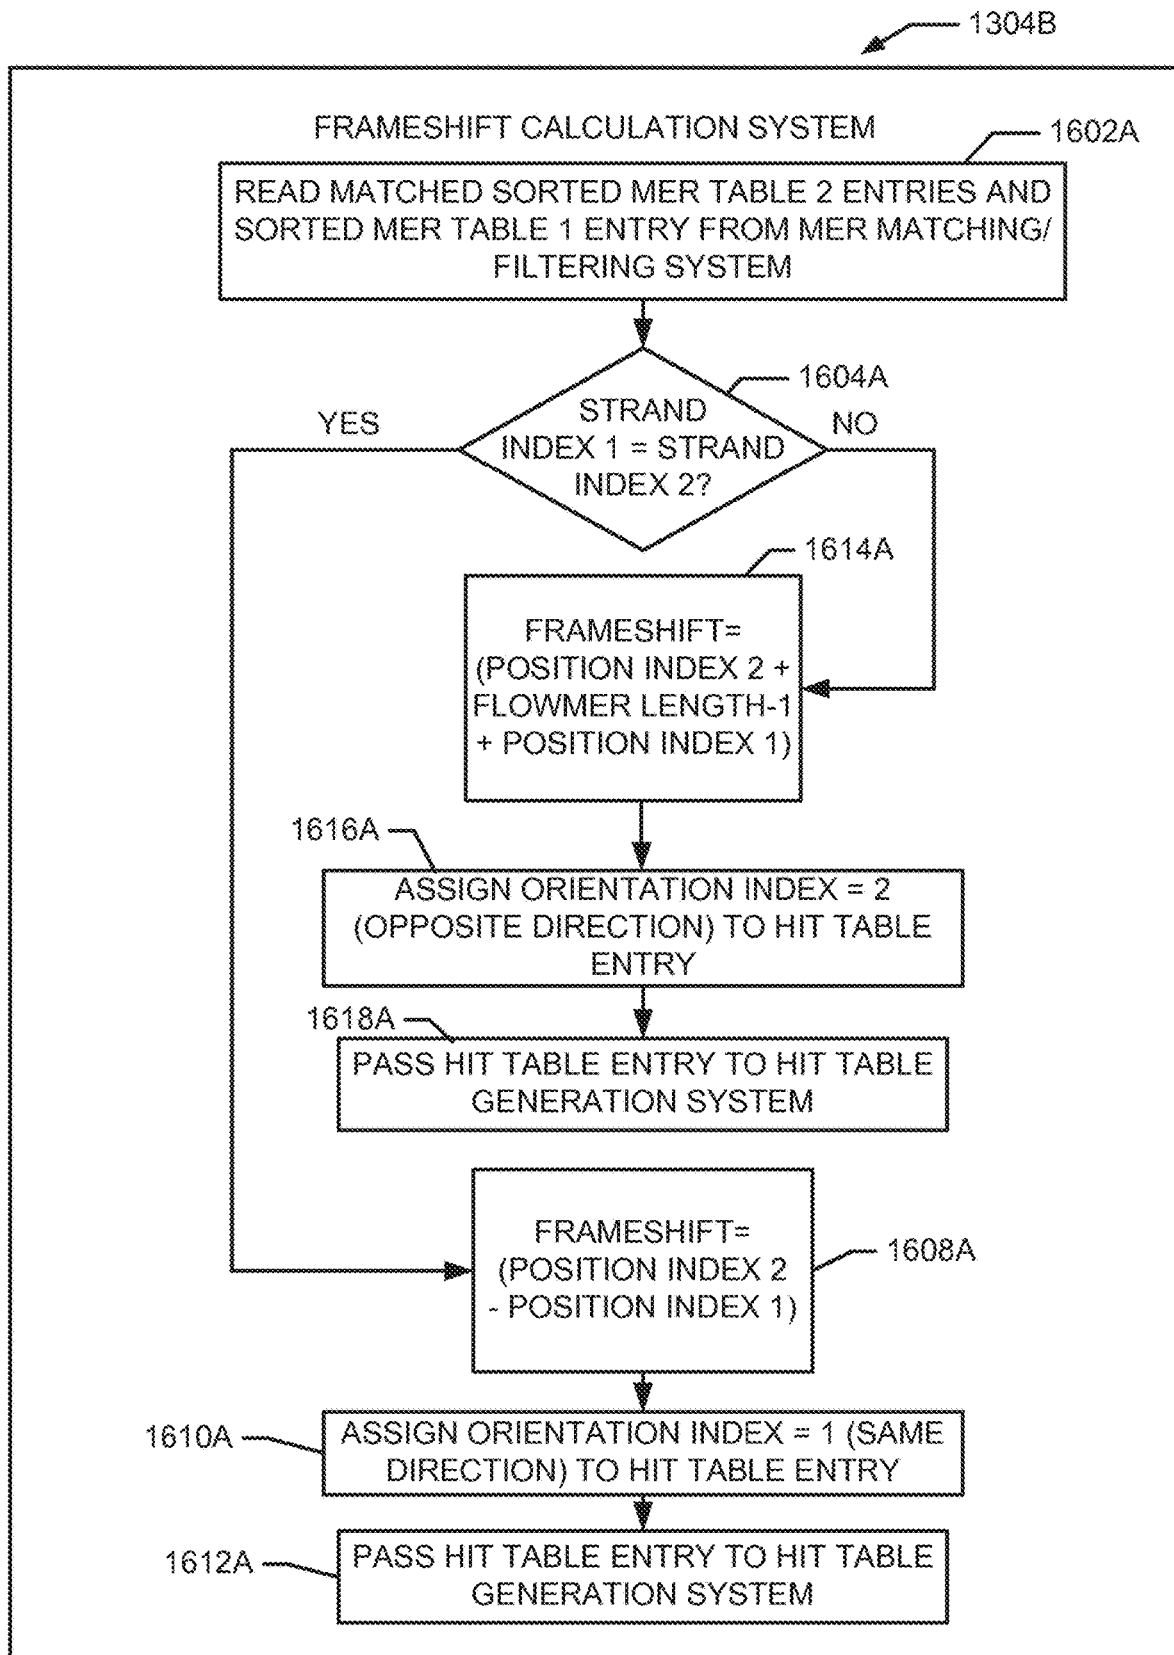 1304B
FRAMESHIFT CALCULATION SYSTEM
1602A
READ MATCHED SORTED MER TABLE 2 ENTRIES AND
SORTED MER TABLE 1 ENTRY FROM MER MATCHING/
FILTERING SYSTEM
1604A
YES
NO
STRAND
INDEX 1 = STRAND
INDEX 2?
1614A
FRAMESHIFT=
(POSITION INDEX 2 +
FLOWMER LENGTH-1
+ POSITION INDEX 1)
1616A
ASSIGN ORIENTATION INDEX = 2
(OPPOSITE DIRECTION) TO HIT TABLE
ENTRY
1618A
PASS HIT TABLE ENTRY TO HIT TABLE
GENERATION SYSTEM
FRAMESHIFT=
(POSITION INDEX 2
- POSITION INDEX 1)
1608A
1610A
ASSIGN ORIENTATION INDEX = 1 (SAME
DIRECTION) TO HIT TABLE ENTRY
1612A
PASS HIT TABLE ENTRY TO HIT TABLE
GENERATION SYSTEM